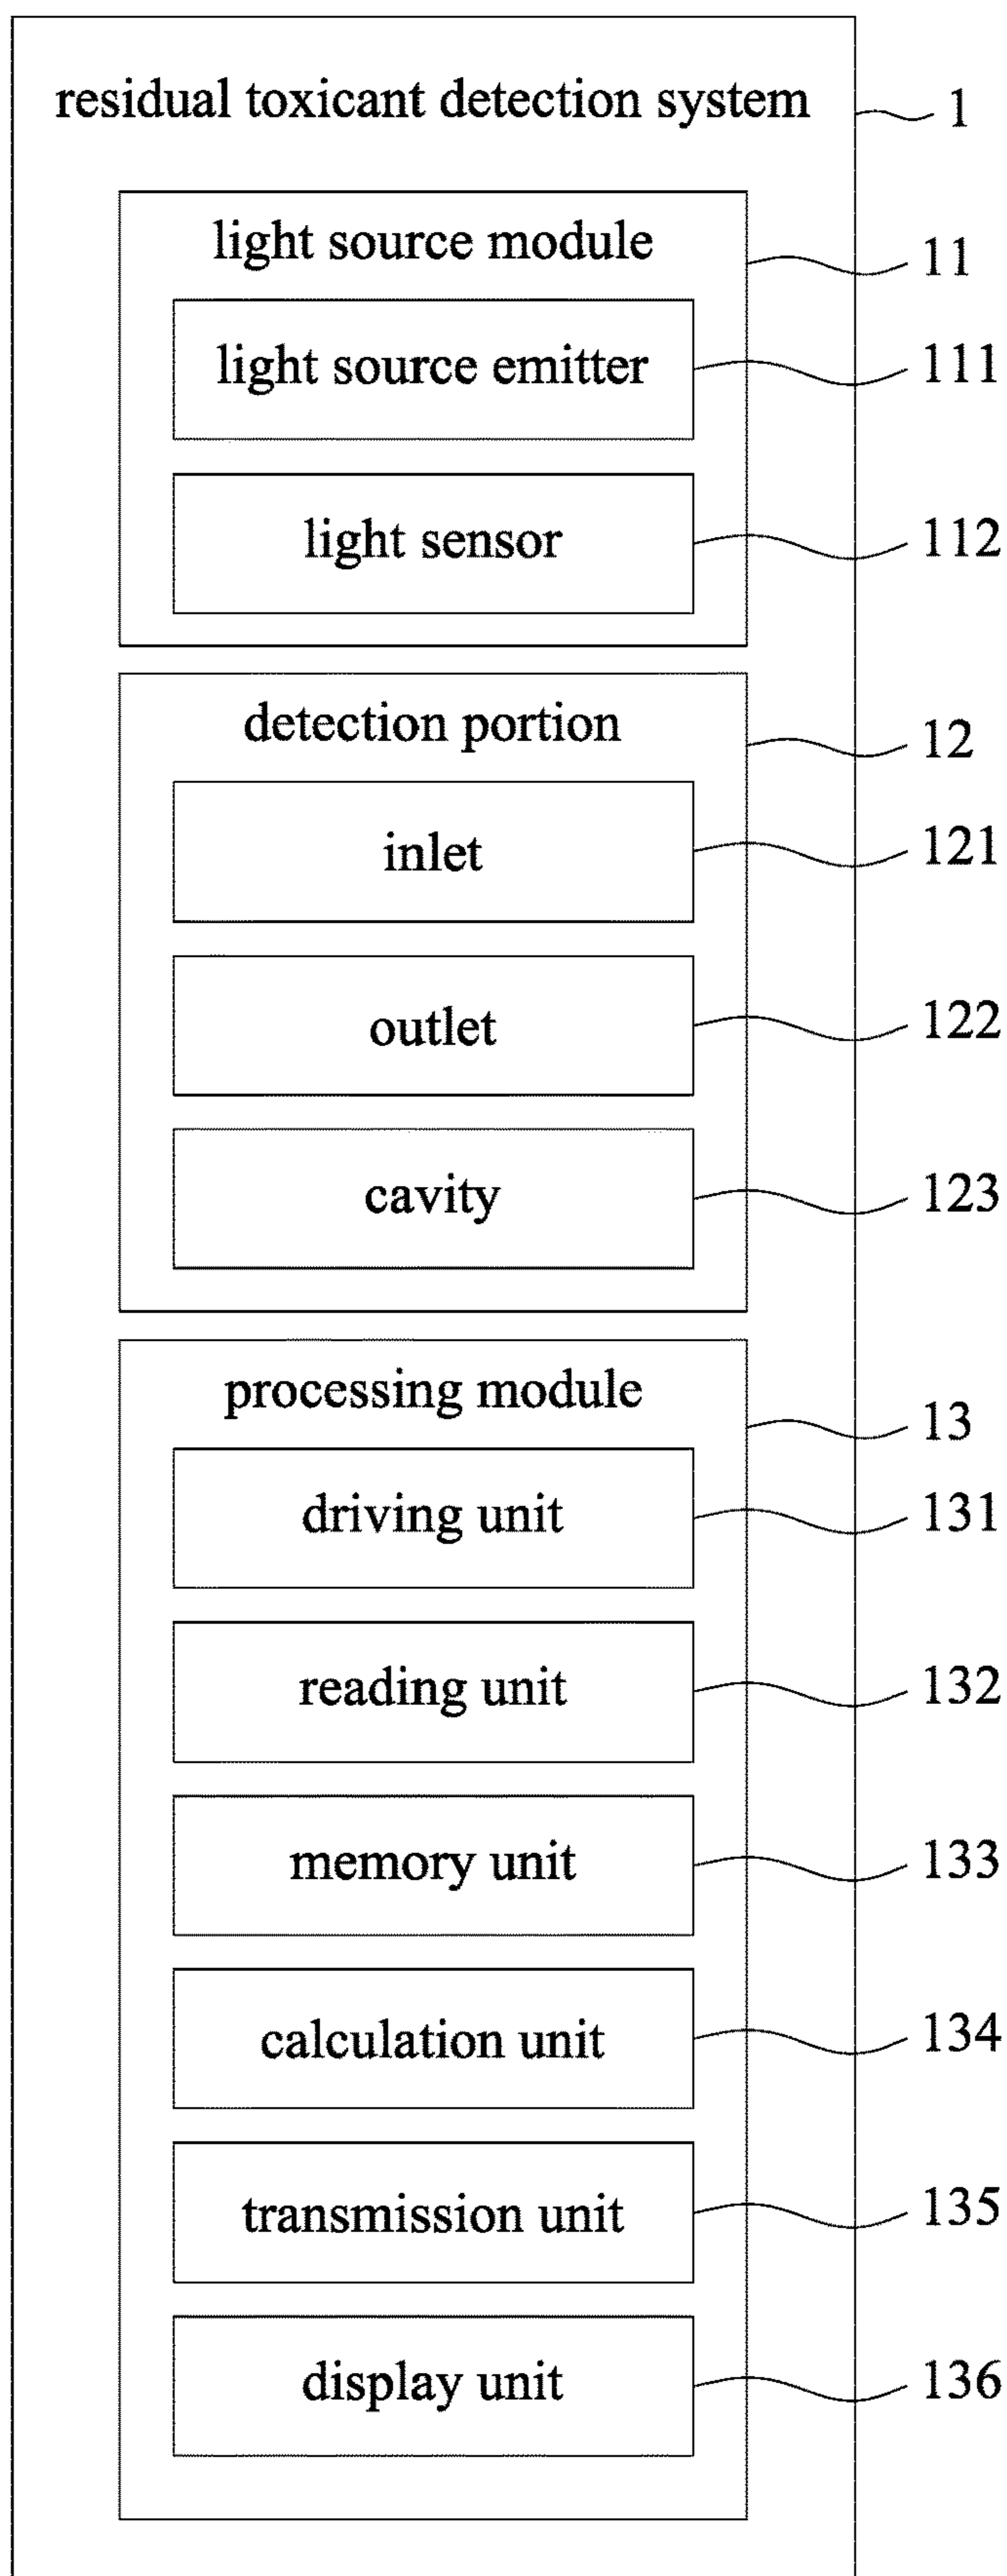 residual toxicant detection system 1
light source module 11
light source emitter 111
light sensor 112
detection portion 12
inlet 121
outlet 122
cavity 123
processing module 13
driving unit 131
reading unit 132
memory unit 133
calculation unit 134
transmission unit 135
display unit 136